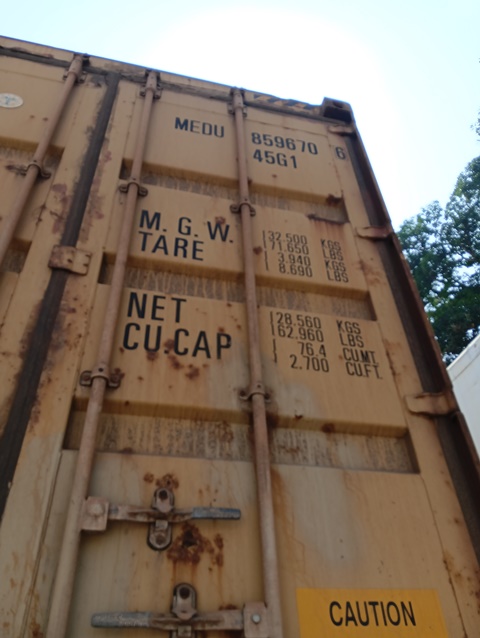 MEDU 859670 6
45G1
M. G. W. 32.500 KGS
71.650 LBS
TARE 3.940 KGS
8.690 LBS
NET 28.560 KGS
62.960 LBS
CU.CAP 76.4 CU.MT.
2.700 CU.FT.
CAUTION